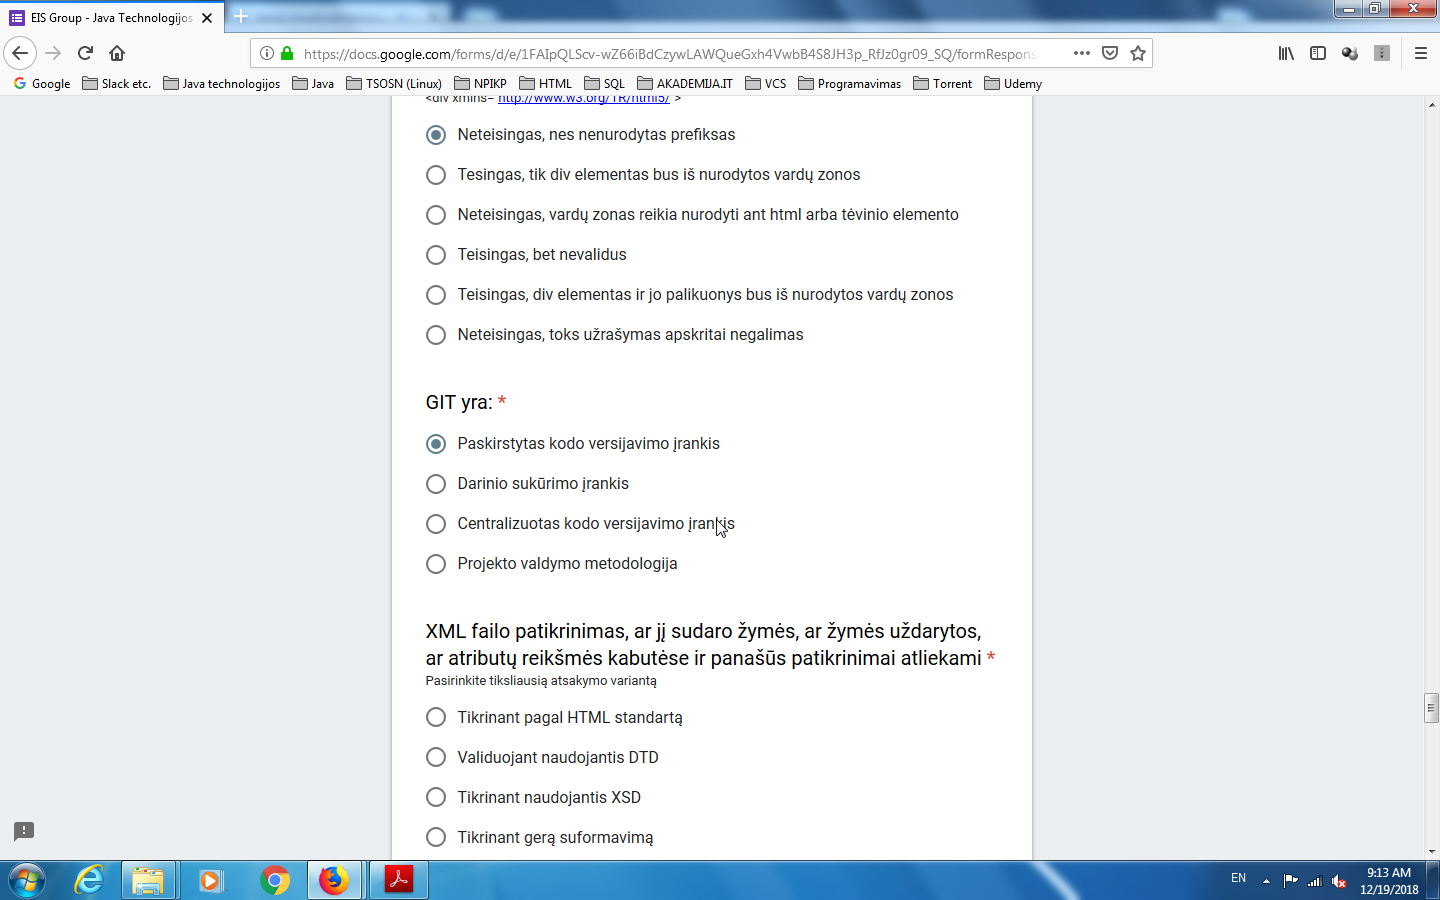 EIS Group - Java Technologijos
https://docs.google.com/forms/d/e/1FAIpQLScv-wZ66iBdCzywLAWQueGxh4VwbB4S8JH3p_RfJz0gr09_SQ/formRespons
Google Slack etc. Java technologijos Java TSOSN (Linux) NPIKP HTML SQL AKADEMIJA.IT VCS Programavimas Torrent Udemy
<div xmlns="http://www.w3.org/TR/html5/">
Neteisingas, nes nenurodytas prefiksas
Tesingas, tik div elementas bus iš nurodytos vardų zonos
Neteisingas, vardų zonas reikia nurodyti ant html arba tėvinio elemento
Teisingas, bet nevalidus
Teisingas, div elementas ir jo palikuonys bus iš nurodytos vardų zonos
Neteisingas, toks užrašymas apskritai negalimas
GIT yra: *
Paskirstytas kodo versijavimo įrankis
Darinio sukūrimo įrankis
Centralizuotas kodo versijavimo įrankis
Projekto valdymo metodologija
XML failo patikrinimas, ar jį sudaro žymės, ar žymės uždarytos,
ar atributų reikšmės kabutėse ir panašūs patikrinimai atliekami *
Pasirinkite tiksliausią atsakymo variantą
Tikrinant pagal HTML standartą
Validuojant naudojantis DTD
Tikrinant naudojantis XSD
Tikrinant gerą suformavimą
EN
9:13 AM
12/19/2018